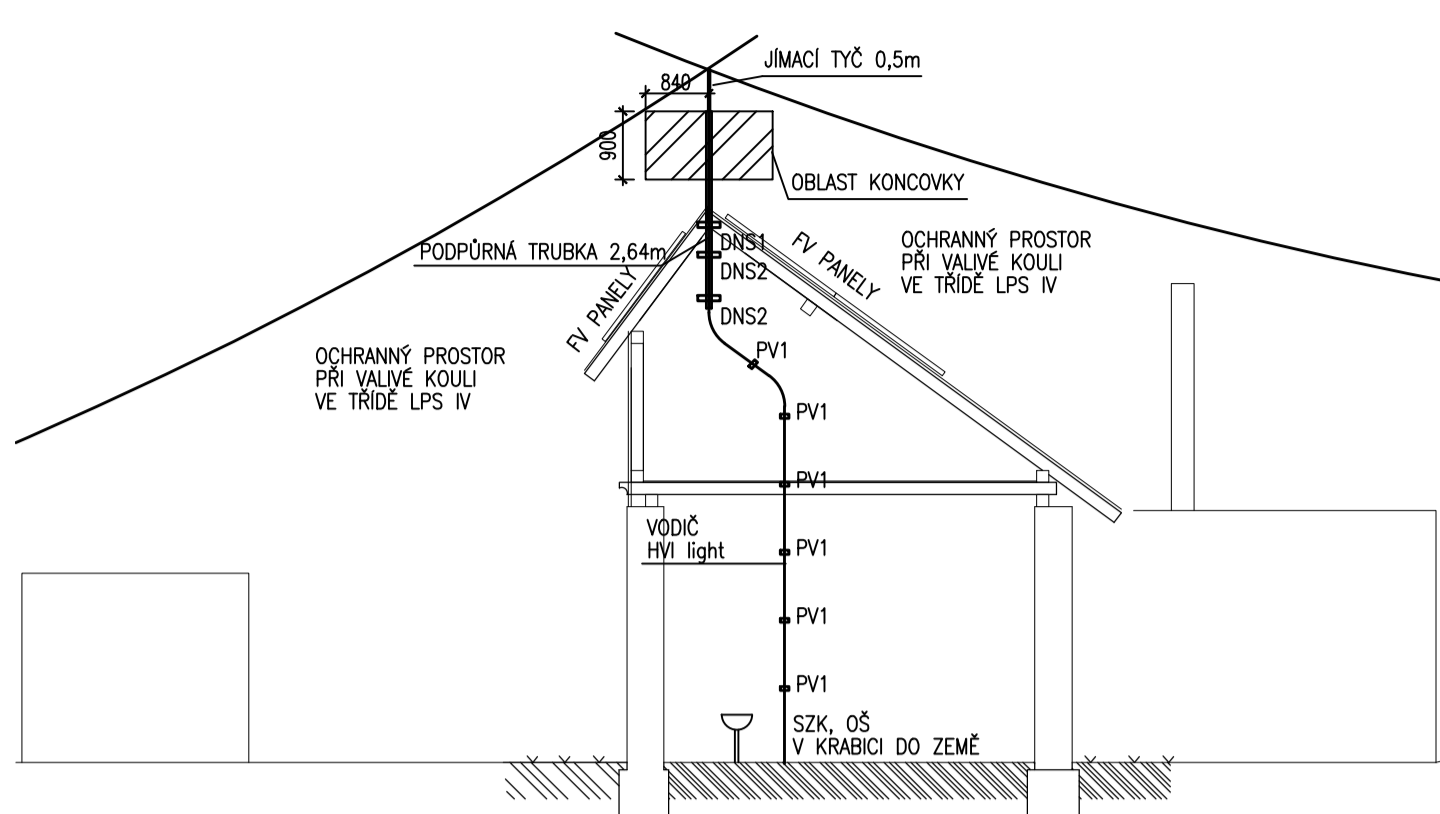 JÍMACÍ TYČ 0,5m
840
900
OBLAST KONCOVKY
PODPŮRNÁ TRUBKA 2,64m
DNS1
DNS2
DNS2
FV PANELY
FV PANELY
OCHRANNÝ PROSTOR
PŘI VALIVÉ KOULI
VE TŘÍDĚ LPS IV
OCHRANNÝ PROSTOR
PŘI VALIVÉ KOULI
VE TŘÍDĚ LPS IV
PV1
PV1
PV1
VODIČ
HVI light
PV1
PV1
PV1
SZK, OŠ
V KRABICI DO ZEMĚ